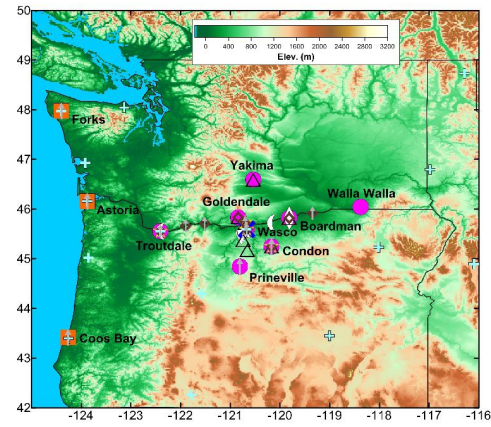 50
0 400 800 1200 1600 2000 2400 2800 3200
Elev. (m)
49
48
Forks
47
Yakima
Goldendale
Walla Walla
46
Astoria
Boardman
Wasco
Troutdale
Condon
45
Prineville
44
Coos Bay
43
42
-124 -123 -122 -121 -120 -119 -118 -117 -116